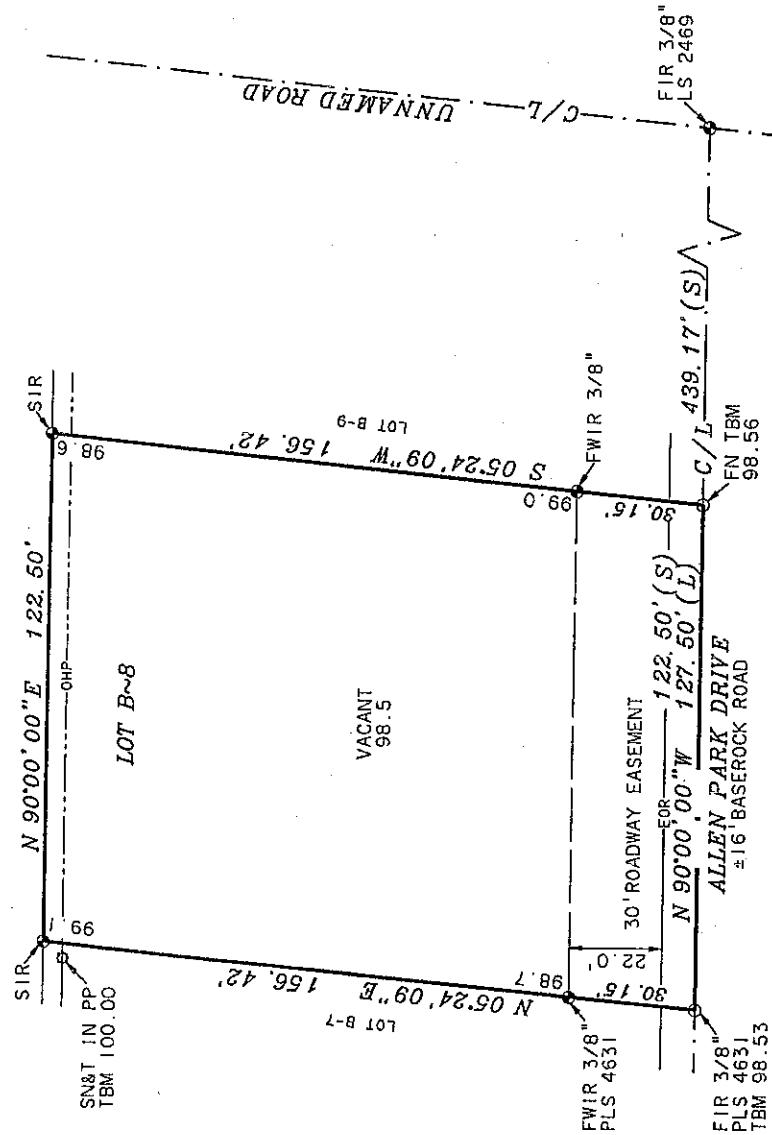 SIR
N 90°00'00"E 122.50'
SIR
99.1
98.6
OHP
SN&T IN PP
TBM 100.00
LOT B~8
C/L UNNAMED ROAD
LOT B-7
N 05°24'09"E 156.42'
VACANT
98.5
S 05°24'09"W 156.42'
LOT B-9
98.7
99.0
FWIR 3/8"
PLS 4631
FWIR 3/8"
22.0'
30.15'
30.15'
30' ROADWAY EASEMENT
EOR
122.50' (S)
N 90°00'00"W 127.50' (L)
C/L 439.17' (S)
FIR 3/8"
LS 2469
FIR 3/8"
PLS 4631
TBM 98.53
ALLEN PARK DRIVE
±16' BASEROCK ROAD
FN TBM
98.56